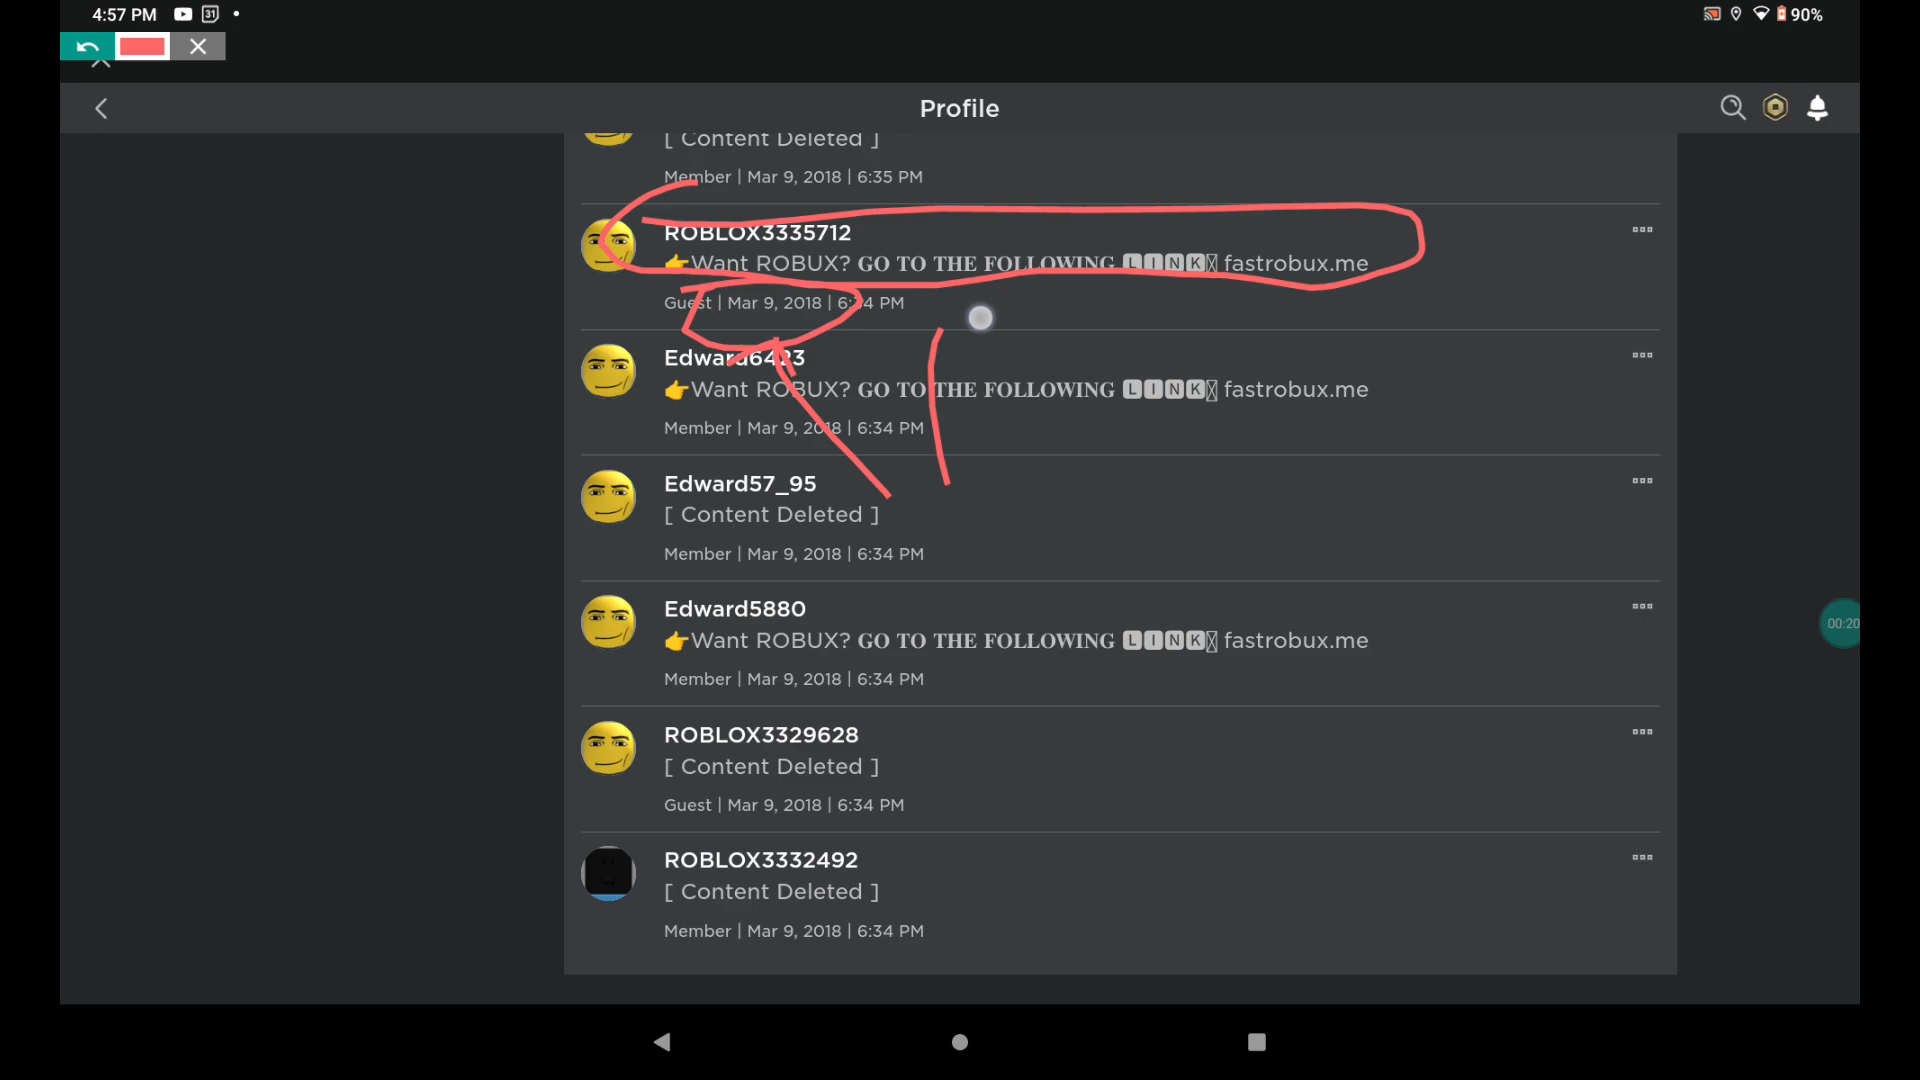 4:57 PM
31
90%
Profile
[ Content Deleted ]
Member | Mar 9, 2018 | 6:35 PM
ROBLOX3335712
👉Want ROBUX? 𝐆𝐎 𝐓𝐎 𝐓𝐇𝐄 𝐅𝐎𝐋𝐋𝐎𝐖𝐈𝐍𝐆 🅻🅸🅽🅺 fastrobux.me
Guest | Mar 9, 2018 | 6:34 PM
Edward6423
👉Want ROBUX? 𝐆𝐎 𝐓𝐎 𝐓𝐇𝐄 𝐅𝐎𝐋𝐋𝐎𝐖𝐈𝐍𝐆 🅻🅸🅽🅺 fastrobux.me
Member | Mar 9, 2018 | 6:34 PM
Edward57_95
[ Content Deleted ]
Member | Mar 9, 2018 | 6:34 PM
Edward5880
👉Want ROBUX? 𝐆𝐎 𝐓𝐎 𝐓𝐇𝐄 𝐅𝐎𝐋𝐋𝐎𝐖𝐈𝐍𝐆 🅻🅸🅽🅺 fastrobux.me
Member | Mar 9, 2018 | 6:34 PM
00:20
ROBLOX3329628
[ Content Deleted ]
Guest | Mar 9, 2018 | 6:34 PM
ROBLOX3332492
[ Content Deleted ]
Member | Mar 9, 2018 | 6:34 PM